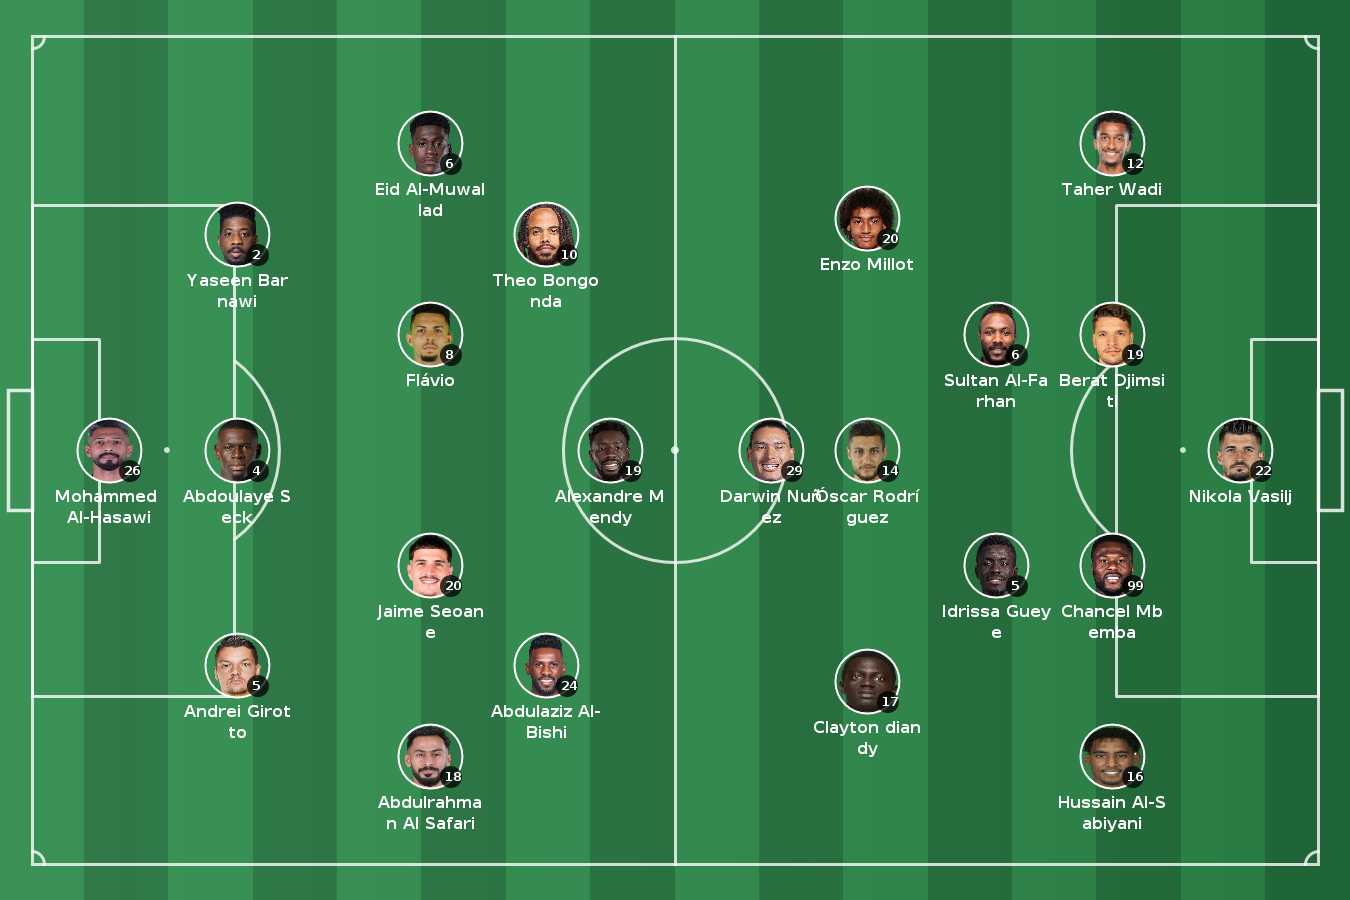 6
Eid Al-Muwal
lad
12
Taher Wadi
2
Yaseen Bar
nawi
10
Theo Bongo
nda
20
Enzo Millot
8
Flávio
6
Sultan Al-Fa
rhan
19
Berat Djimsi
t
26
Mohammed
Al-Hasawi
4
Abdoulaye S
eck
19
Alexandre M
endy
29
Darwin Nuñ
ez
14
Óscar Rodrí
guez
22
Nikola Vasilj
20
Jaime Seoan
e
5
Idrissa Guey
e
99
Chancel Mb
emba
5
Andrei Girot
to
24
Abdulaziz Al-
Bishi
17
Clayton dian
dy
18
Abdulrahma
n Al Safari
16
Hussain Al-S
abiyani